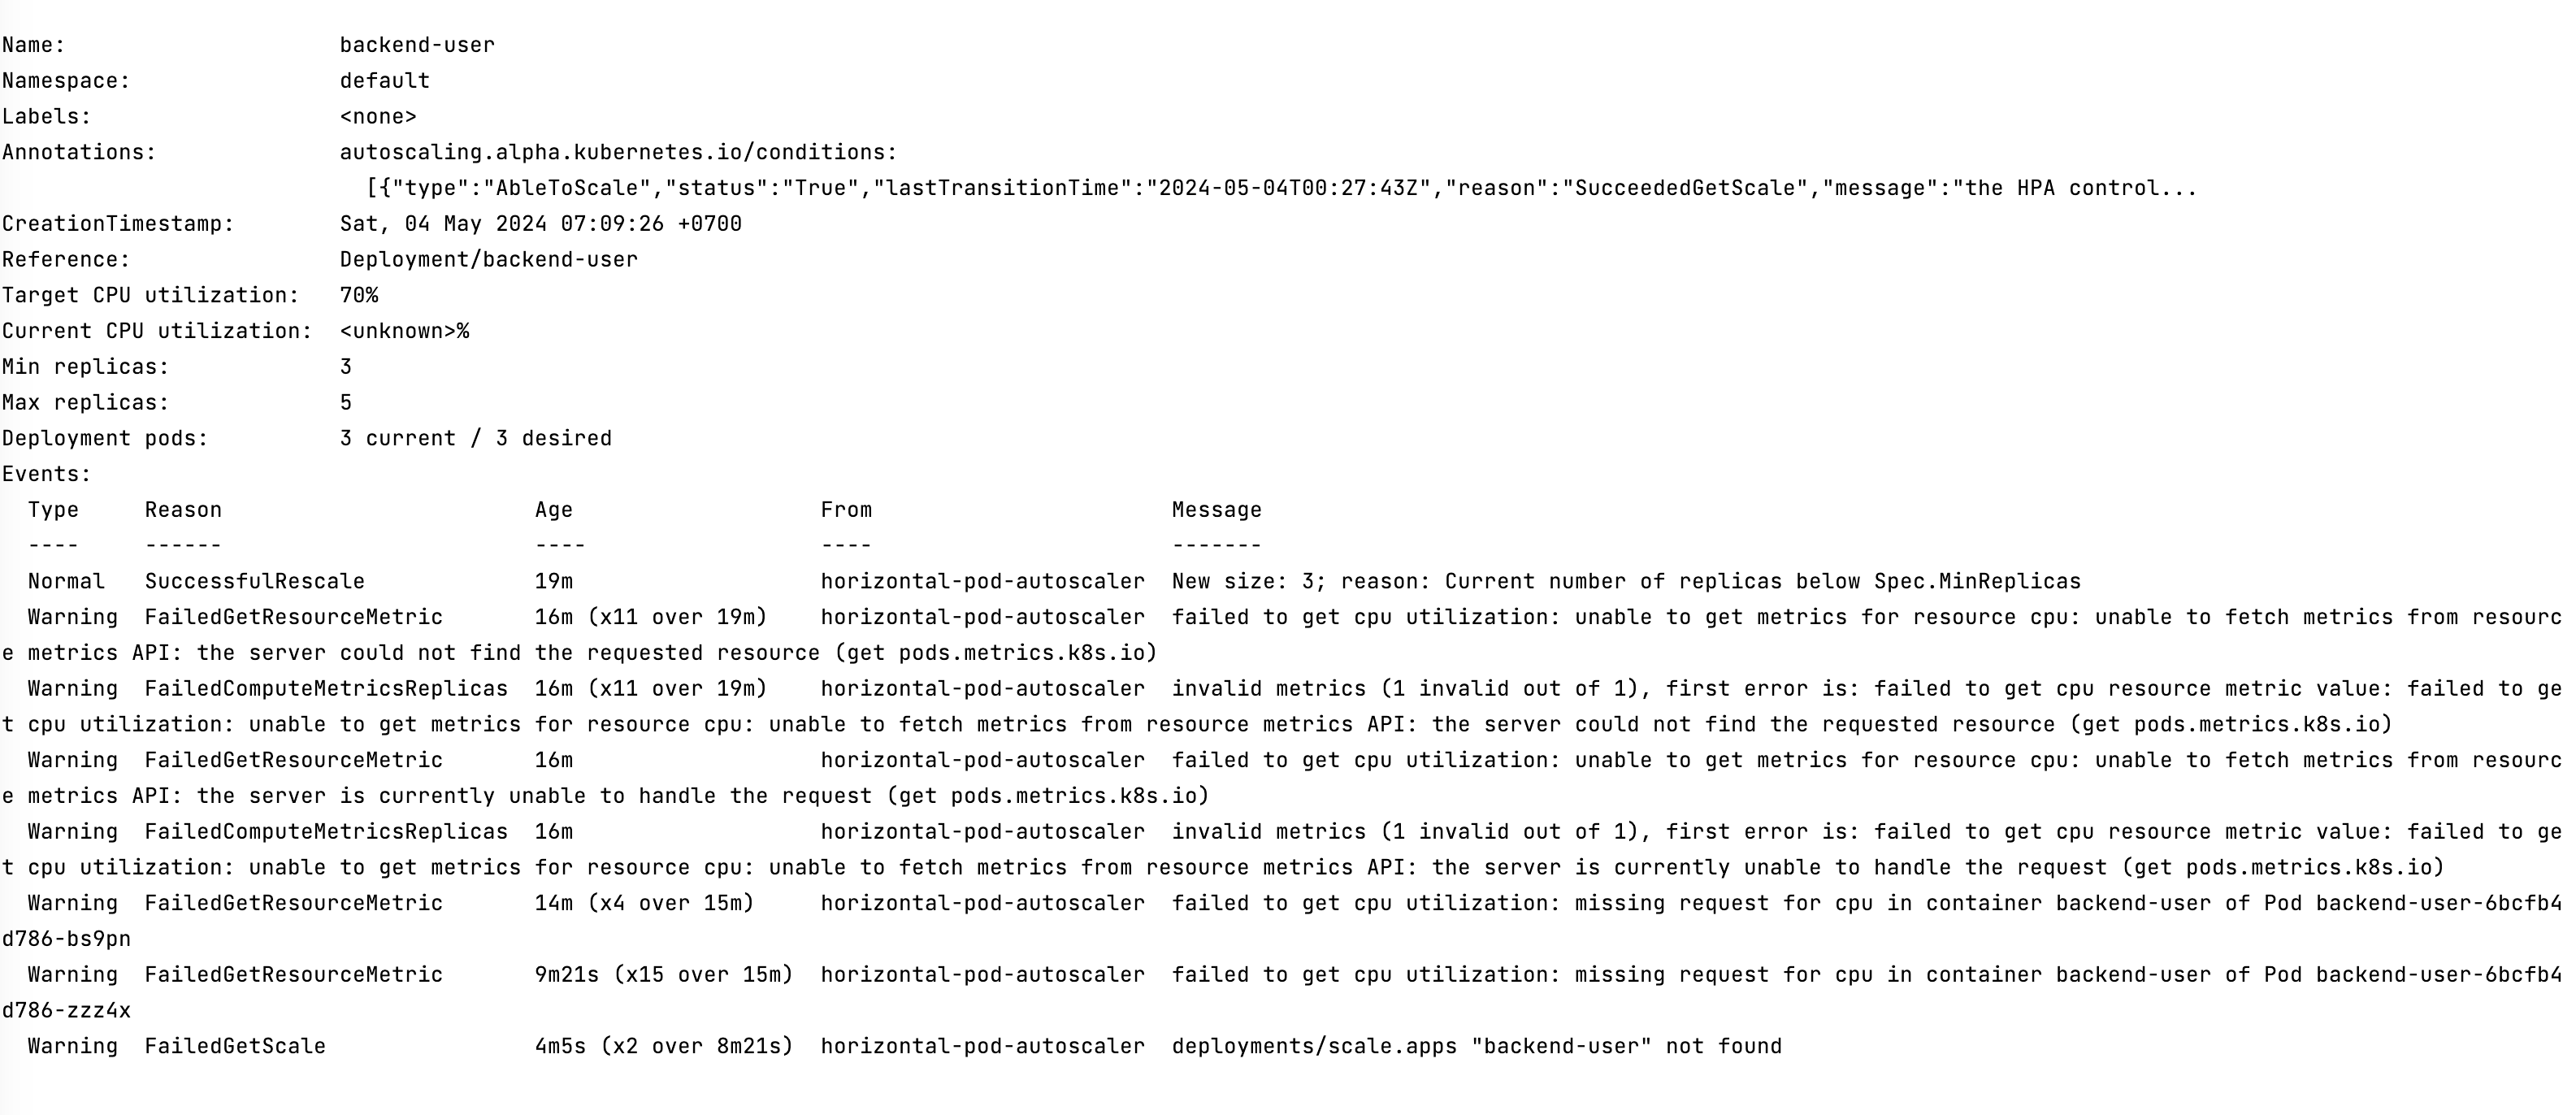 Name:                     backend-user
Namespace:                default
Labels:                   <none>
Annotations:              autoscaling.alpha.kubernetes.io/conditions:
                            [{"type":"AbleToScale","status":"True","lastTransitionTime":"2024-05-04T00:27:43Z","reason":"SucceededGetScale","message":"the HPA control...
CreationTimestamp:        Sat, 04 May 2024 07:09:26 +0700
Reference:                Deployment/backend-user
Target CPU utilization:   70%
Current CPU utilization:  <unknown>%
Min replicas:             3
Max replicas:             5
Deployment pods:          3 current / 3 desired
Events:
  Type     Reason                        Age                   From                       Message
  ----     ------                        ----                  ----                       -------
  Normal   SuccessfulRescale             19m                   horizontal-pod-autoscaler  New size: 3; reason: Current number of replicas below Spec.MinReplicas
  Warning  FailedGetResourceMetric       16m (x11 over 19m)    horizontal-pod-autoscaler  failed to get cpu utilization: unable to get metrics for resource cpu: unable to fetch metrics from resourc
e metrics API: the server could not find the requested resource (get pods.metrics.k8s.io)
  Warning  FailedComputeMetricsReplicas  16m (x11 over 19m)    horizontal-pod-autoscaler  invalid metrics (1 invalid out of 1), first error is: failed to get cpu resource metric value: failed to ge
t cpu utilization: unable to get metrics for resource cpu: unable to fetch metrics from resource metrics API: the server could not find the requested resource (get pods.metrics.k8s.io)
  Warning  FailedGetResourceMetric       16m                   horizontal-pod-autoscaler  failed to get cpu utilization: unable to get metrics for resource cpu: unable to fetch metrics from resourc
e metrics API: the server is currently unable to handle the request (get pods.metrics.k8s.io)
  Warning  FailedComputeMetricsReplicas  16m                   horizontal-pod-autoscaler  invalid metrics (1 invalid out of 1), first error is: failed to get cpu resource metric value: failed to ge
t cpu utilization: unable to get metrics for resource cpu: unable to fetch metrics from resource metrics API: the server is currently unable to handle the request (get pods.metrics.k8s.io)
  Warning  FailedGetResourceMetric       14m (x4 over 15m)     horizontal-pod-autoscaler  failed to get cpu utilization: missing request for cpu in container backend-user of Pod backend-user-6bcfb4
d786-bs9pn
  Warning  FailedGetResourceMetric       9m21s (x15 over 15m)  horizontal-pod-autoscaler  failed to get cpu utilization: missing request for cpu in container backend-user of Pod backend-user-6bcfb4
d786-zzz4x
  Warning  FailedGetScale                4m5s (x2 over 8m21s)  horizontal-pod-autoscaler  deployments/scale.apps "backend-user" not found